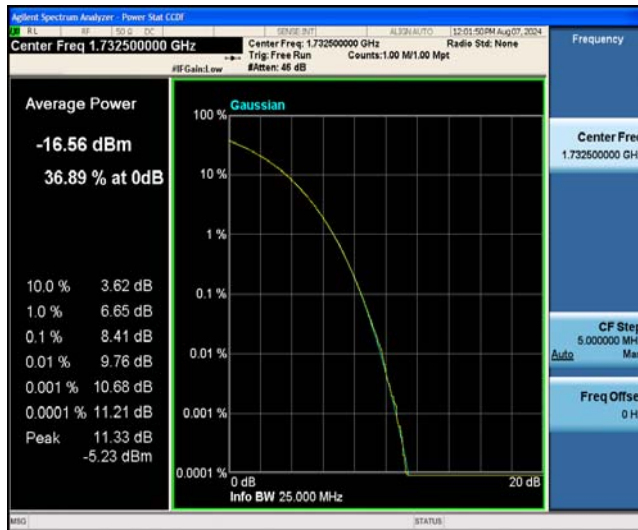 Agilent Spectrum Analyzer - Power Stat CCDF
RL RF 50 Ω DC SENSE:INT ALIGN AUTO 12:01:50 PM Aug 07, 2024
Center Freq 1.732500000 GHz
Center Freq: 1.732500000 GHz Radio Std: None
Trig: Free Run Counts:1.00 M/1.00 Mpt
#IFGain:Low #Atten: 46 dB
Average Power
-16.56 dBm
36.89 % at 0dB
10.0 % 3.62 dB
1.0 % 6.65 dB
0.1 % 8.41 dB
0.01 % 9.76 dB
0.001 % 10.68 dB
0.0001 % 11.21 dB
Peak 11.33 dB
-5.23 dBm
Gaussian
100 %
10 %
1 %
0.1 %
0.01 %
0.001 %
0.0001 %
0 dB 20 dB
Info BW 25.000 MHz
Frequency
Center Fre
1.732500000 GH
CF Step
5.000000 MH
Auto Ma
Freq Offse
0 H
MSG STATUS